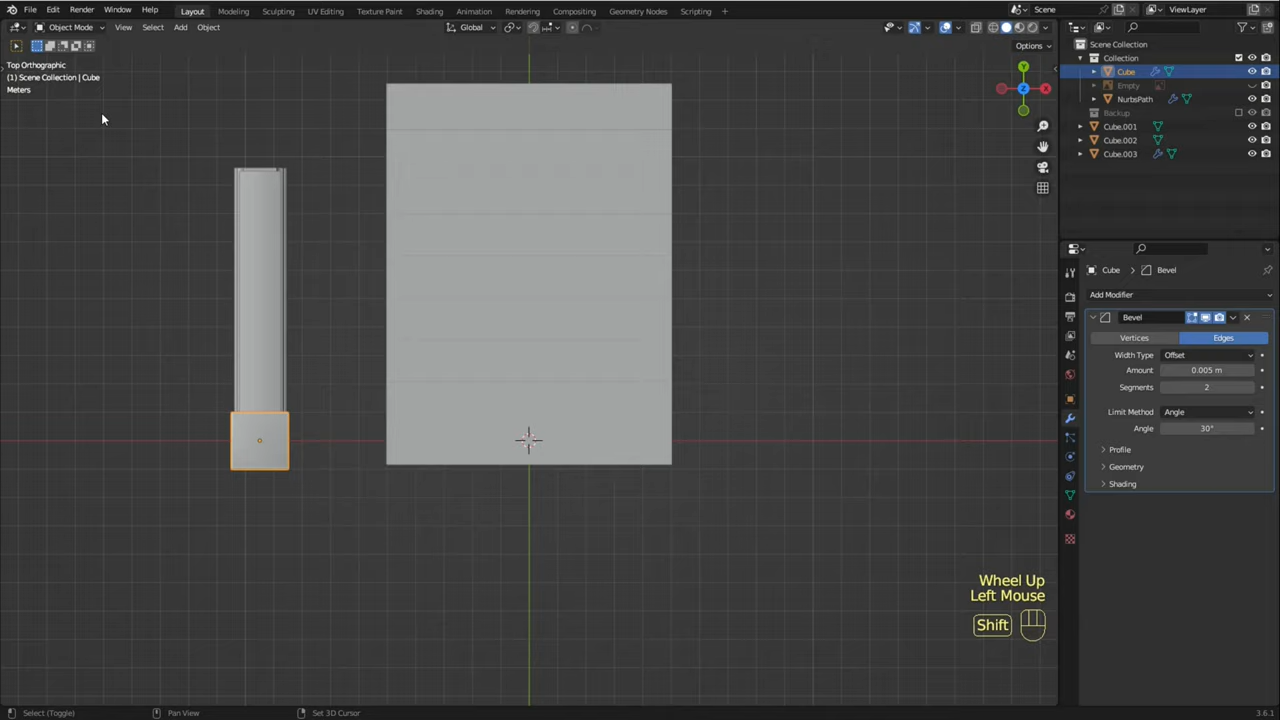 File Edit Render Window Help Layout Modeling Sculpting UV Editing Texture Paint Shading Animation Rendering Compositing Geometry Nodes Scripting + Scene ViewLayer
Object Mode View Select Add Object Global
Options
Top Orthographic
(1) Scene Collection | Cube
Meters
Y
X
Z
Scene Collection
Collection
Cube
Empty
NurbsPath
Backup
Cube.001
Cube.002
Cube.003
Cube > Bevel
Add Modifier
Bevel
Vertices Edges
Width Type Offset
Amount 0.005 m
Segments 2
Limit Method Angle
Angle 30°
> Profile
> Geometry
> Shading
Wheel Up
Left Mouse
Shift
Select (Toggle) Pan View Set 3D Cursor 3.6.1